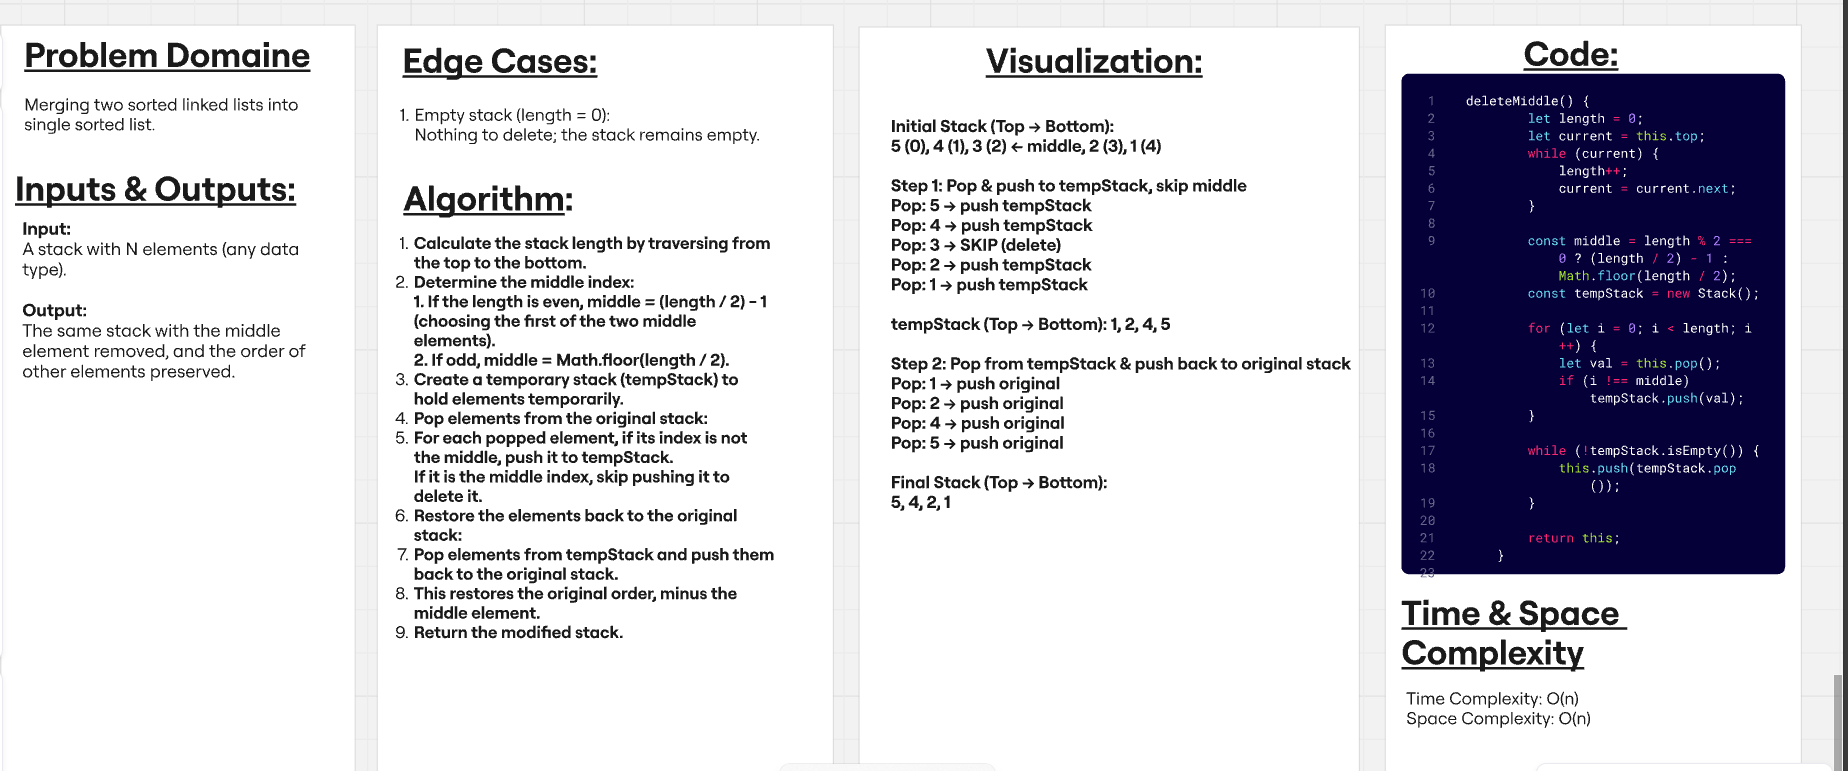 Problem Domaine
Merging two sorted linked lists into
single sorted list.
Inputs & Outputs:
Input:
A stack with N elements (any data
type).
Output:
The same stack with the middle
element removed, and the order of
other elements preserved.
Edge Cases:
1. Empty stack (length = 0):
Nothing to delete; the stack remains empty.
Algorithm:
1. Calculate the stack length by traversing from
the top to the bottom.
2. Determine the middle index:
1. If the length is even, middle = (length / 2) - 1
(choosing the first of the two middle
elements).
2. If odd, middle = Math.floor(length / 2).
3. Create a temporary stack (tempStack) to
hold elements temporarily.
4. Pop elements from the original stack:
5. For each popped element, if its index is not
the middle, push it to tempStack.
If it is the middle index, skip pushing it to
delete it.
6. Restore the elements back to the original
stack:
7. Pop elements from tempStack and push them
back to the original stack.
8. This restores the original order, minus the
middle element.
9. Return the modified stack.
Visualization:
Initial Stack (Top → Bottom):
5 (0), 4 (1), 3 (2) ← middle, 2 (3), 1 (4)
Step 1: Pop & push to tempStack, skip middle
Pop: 5 → push tempStack
Pop: 4 → push tempStack
Pop: 3 → SKIP (delete)
Pop: 2 → push tempStack
Pop: 1 → push tempStack
tempStack (Top → Bottom): 1, 2, 4, 5
Step 2: Pop from tempStack & push back to original stack
Pop: 1 → push original
Pop: 2 → push original
Pop: 4 → push original
Pop: 5 → push original
Final Stack (Top → Bottom):
5, 4, 2, 1
Code:
1 deleteMiddle() {
2 let length = 0;
3 let current = this.top;
4 while (current) {
5 length++;
6 current = current.next;
7 }
8
9 const middle = length % 2 ===
0 ? (length / 2) - 1 :
Math.floor(length / 2);
10 const tempStack = new Stack();
11
12 for (let i = 0; i < length; i
++) {
13 let val = this.pop();
14 if (i !== middle)
tempStack.push(val);
15 }
16
17 while (!tempStack.isEmpty()) {
18 this.push(tempStack.pop
());
19 }
20
21 return this;
22 }
23
Time & Space
Complexity
Time Complexity: O(n)
Space Complexity: O(n)